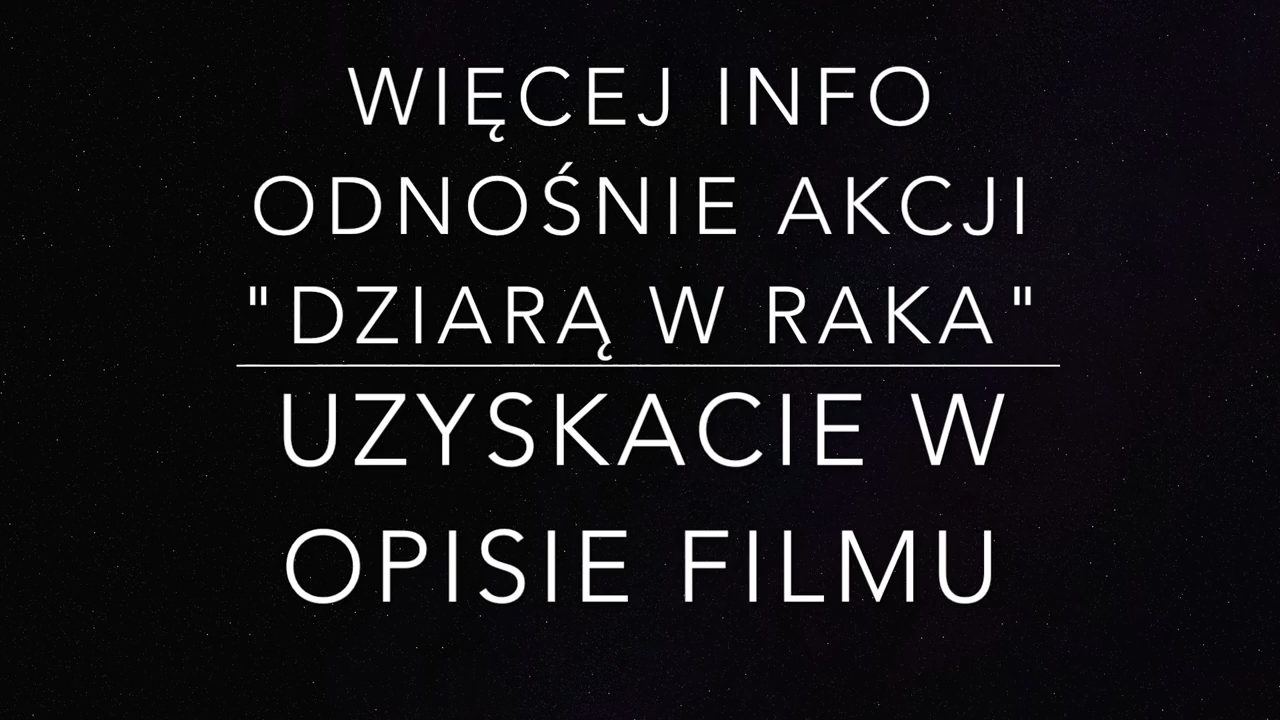 WIĘCEJ INFO
ODNOŚNIE AKCJI
"DZIARĄ W RAKA"
UZYSKACIE W
OPISIE FILMU